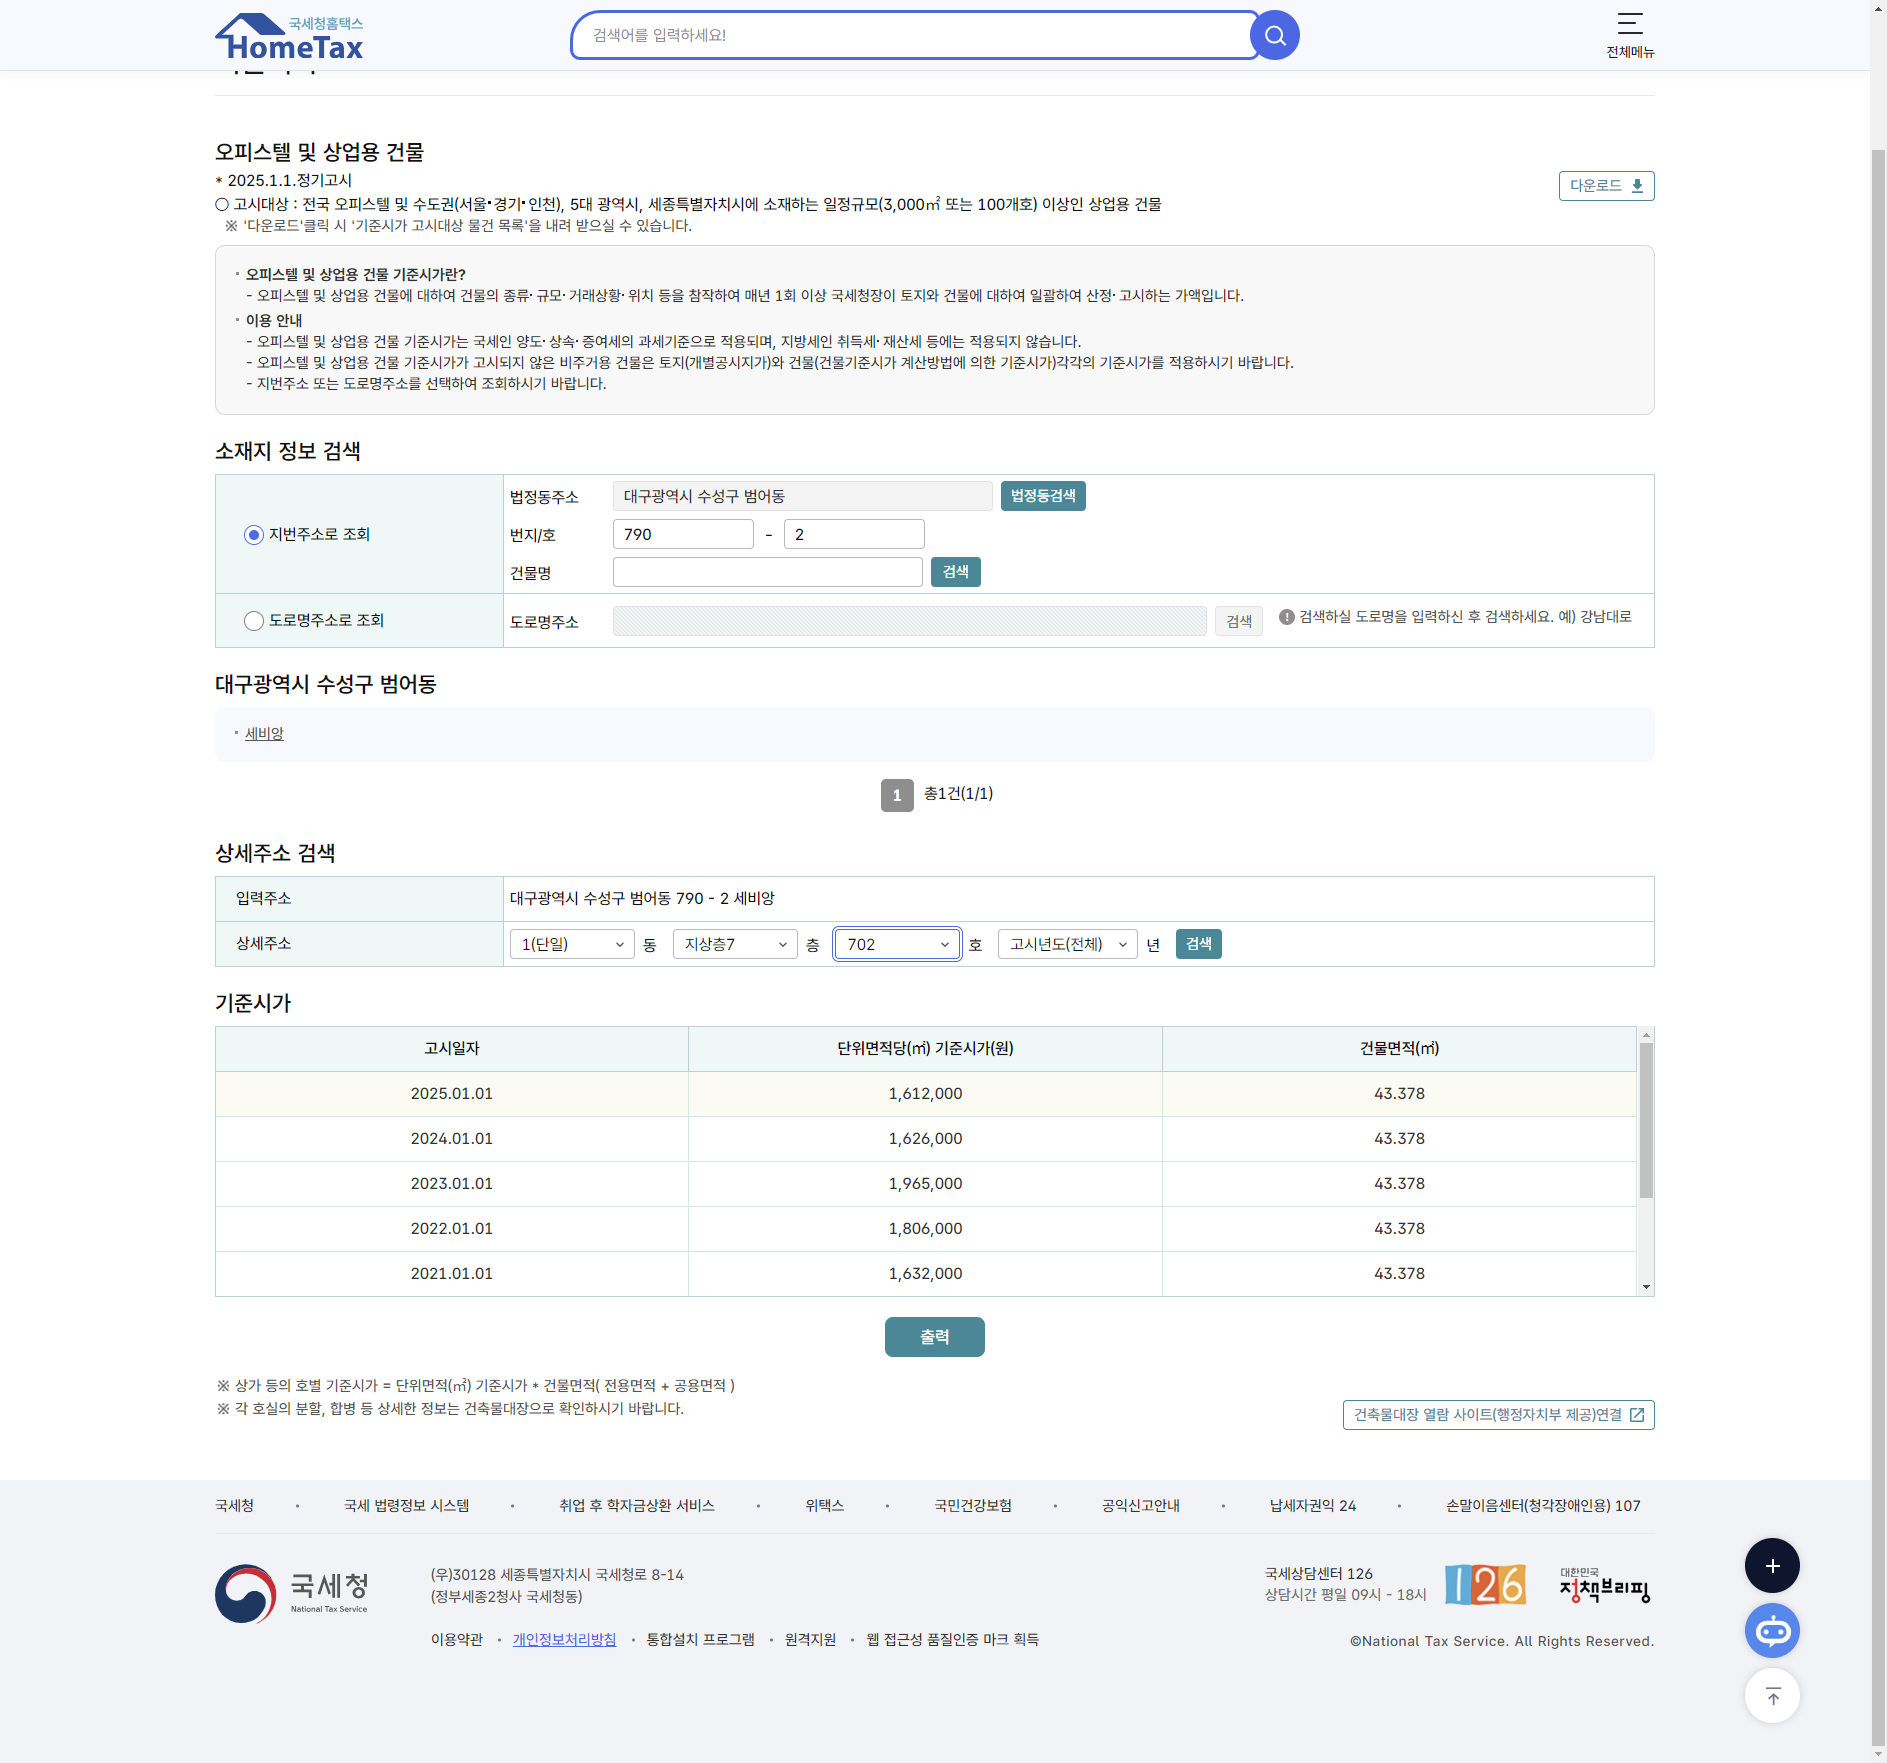 국세청홈택스
HomeTax
검색어를 입력하세요!
전체메뉴
오피스텔 및 상업용 건물
* 2025.1.1.정기고시
다운로드
○ 고시대상 : 전국 오피스텔 및 수도권(서울·경기·인천), 5대 광역시, 세종특별자치시에 소재하는 일정규모(3,000㎡ 또는 100개호) 이상인 상업용 건물
※ '다운로드'클릭 시 '기준시가 고시대상 물건 목록'을 내려 받으실 수 있습니다.
· 오피스텔 및 상업용 건물 기준시가란?
- 오피스텔 및 상업용 건물에 대하여 건물의 종류·규모·거래상황·위치 등을 참작하여 매년 1회 이상 국세청장이 토지와 건물에 대하여 일괄하여 산정·고시하는 가액입니다.
· 이용 안내
- 오피스텔 및 상업용 건물 기준시가는 국세인 양도·상속·증여세의 과세기준으로 적용되며, 지방세인 취득세·재산세 등에는 적용되지 않습니다.
- 오피스텔 및 상업용 건물 기준시가가 고시되지 않은 비주거용 건물은 토지(개별공시지가)와 건물(건물기준시가 계산방법에 의한 기준시가)각각의 기준시가를 적용하시기 바랍니다.
- 지번주소 또는 도로명주소를 선택하여 조회하시기 바랍니다.
소재지 정보 검색
지번주소로 조회
법정동주소 대구광역시 수성구 범어동 법정동검색
번지/호 790 - 2
건물명 검색
도로명주소로 조회 도로명주소 검색 검색하실 도로명을 입력하신 후 검색하세요. 예) 강남대로
대구광역시 수성구 범어동
· 세비앙
1 총1건(1/1)
상세주소 검색
입력주소 대구광역시 수성구 범어동 790 - 2 세비앙
상세주소 1(단일) 동 지상층7 층 702 호 고시년도(전체) 년 검색
기준시가
고시일자 단위면적당(㎡) 기준시가(원) 건물면적(㎡)
2025.01.01 1,612,000 43.378
2024.01.01 1,626,000 43.378
2023.01.01 1,965,000 43.378
2022.01.01 1,806,000 43.378
2021.01.01 1,632,000 43.378
출력
※ 상가 등의 호별 기준시가 = 단위면적(㎡) 기준시가 * 건물면적( 전용면적 + 공용면적 )
※ 각 호실의 분할, 합병 등 상세한 정보는 건축물대장으로 확인하시기 바랍니다.
건축물대장 열람 사이트(행정자치부 제공)연결
국세청 · 국세 법령정보 시스템 · 취업 후 학자금상환 서비스 · 위택스 · 국민건강보험 · 공익신고안내 · 납세자권익 24 · 손말이음센터(청각장애인용) 107
국세청
National Tax Service
(우)30128 세종특별자치시 국세청로 8-14
(정부세종2청사 국세청동)
국세상담센터 126
상담시간 평일 09시 - 18시
126
대한민국
정책브리핑
이용약관 · 개인정보처리방침 · 통합설치 프로그램 · 원격지원 · 웹 접근성 품질인증 마크 획득
©National Tax Service. All Rights Reserved.